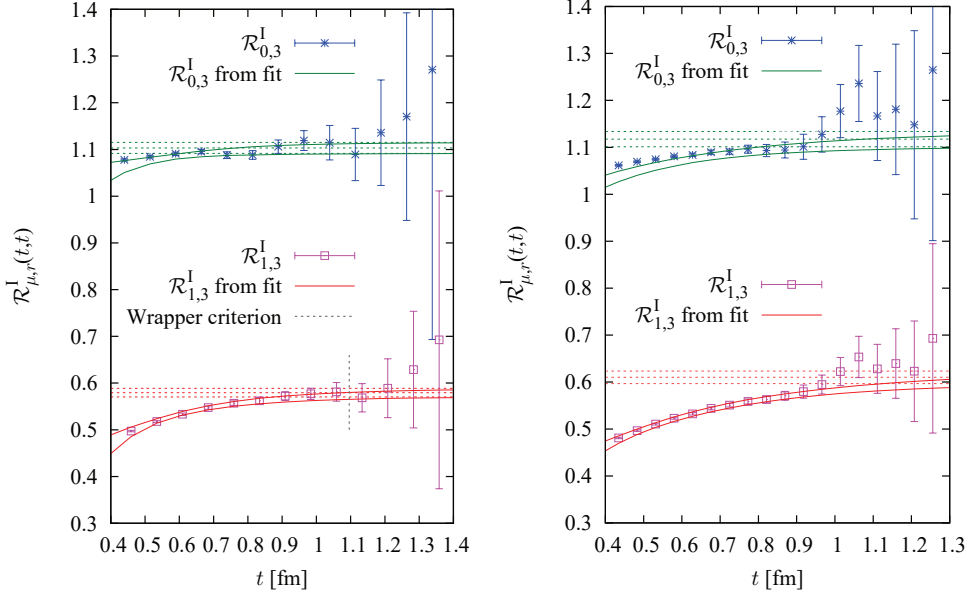 1.4
1.3
1.2
1.1
1
0.9
0.8
0.7
0.6
0.5
0.4
0.3
0.4 0.5 0.6 0.7 0.8 0.9 1 1.1 1.2 1.3 1.4
t [fm]
R^I_{μ,r}(t,t)
R^I_{0,3}
R^I_{0,3} from fit
R^I_{1,3}
R^I_{1,3} from fit
Wrapper criterion
1.4
1.3
1.2
1.1
1
0.9
0.8
0.7
0.6
0.5
0.4
0.3
0.4 0.5 0.6 0.7 0.8 0.9 1 1.1 1.2 1.3
t [fm]
R^I_{μ,r}(t,t)
R^I_{0,3}
R^I_{0,3} from fit
R^I_{1,3}
R^I_{1,3} from fit